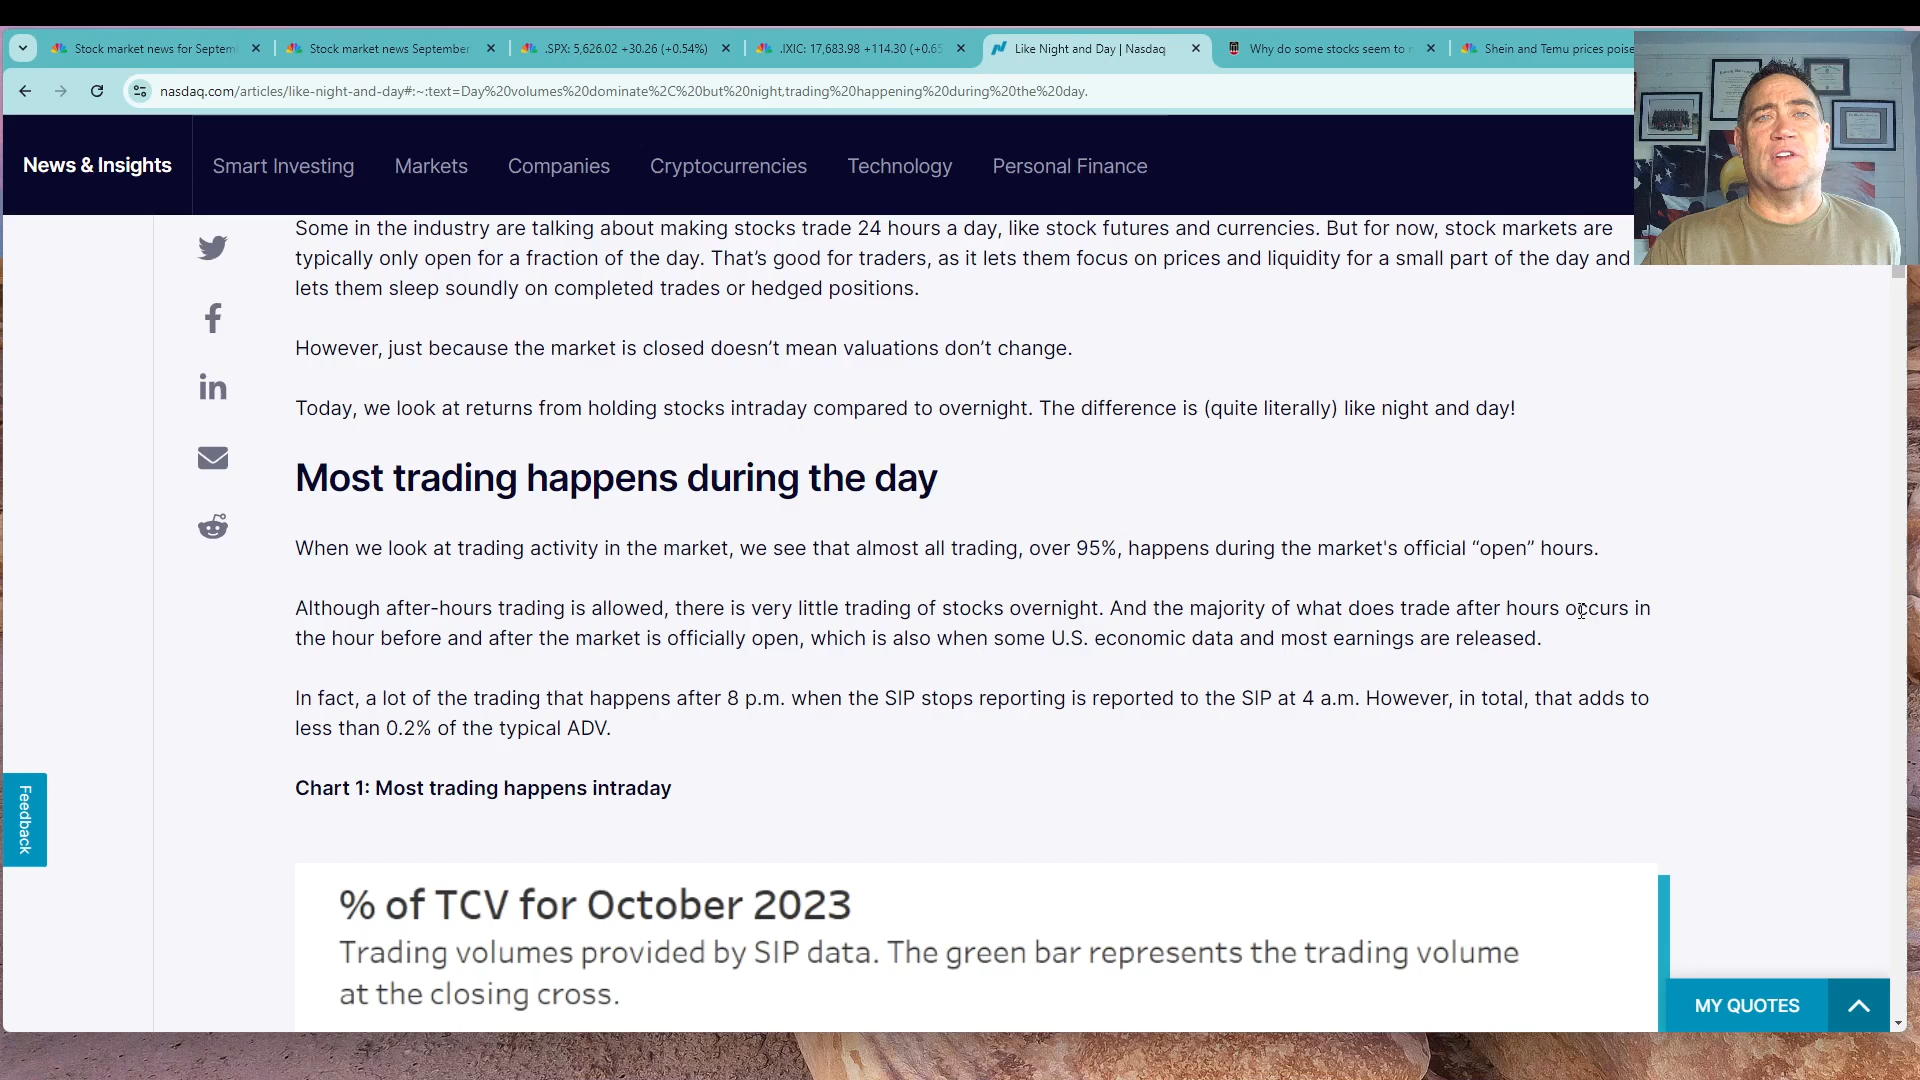 Stock market news for Septem
Stock market news September
.SPX: 5,626.02 +30.26 (+0.54%)
.IXIC: 17,683.98 +114.30 (+0.65
Like Night and Day | Nasdaq
Why do some stocks seem to
Shein and Temu prices poise
nasdaq.com/articles/like-night-and-day#:~:text=Day%20volumes%20dominate%2C%20but%20night,trading%20happening%20during%20the%20day.
News & Insights
Smart Investing
Markets
Companies
Cryptocurrencies
Technology
Personal Finance
Some in the industry are talking about making stocks trade 24 hours a day, like stock futures and currencies. But for now, stock markets are
typically only open for a fraction of the day. That’s good for traders, as it lets them focus on prices and liquidity for a small part of the day and
lets them sleep soundly on completed trades or hedged positions.
However, just because the market is closed doesn’t mean valuations don’t change.
Today, we look at returns from holding stocks intraday compared to overnight. The difference is (quite literally) like night and day!
Most trading happens during the day
When we look at trading activity in the market, we see that almost all trading, over 95%, happens during the market's official “open” hours.
Although after-hours trading is allowed, there is very little trading of stocks overnight. And the majority of what does trade after hours occurs in
the hour before and after the market is officially open, which is also when some U.S. economic data and most earnings are released.
In fact, a lot of the trading that happens after 8 p.m. when the SIP stops reporting is reported to the SIP at 4 a.m. However, in total, that adds to
less than 0.2% of the typical ADV.
Chart 1: Most trading happens intraday
Feedback
% of TCV for October 2023
Trading volumes provided by SIP data. The green bar represents the trading volume
at the closing cross.
MY QUOTES